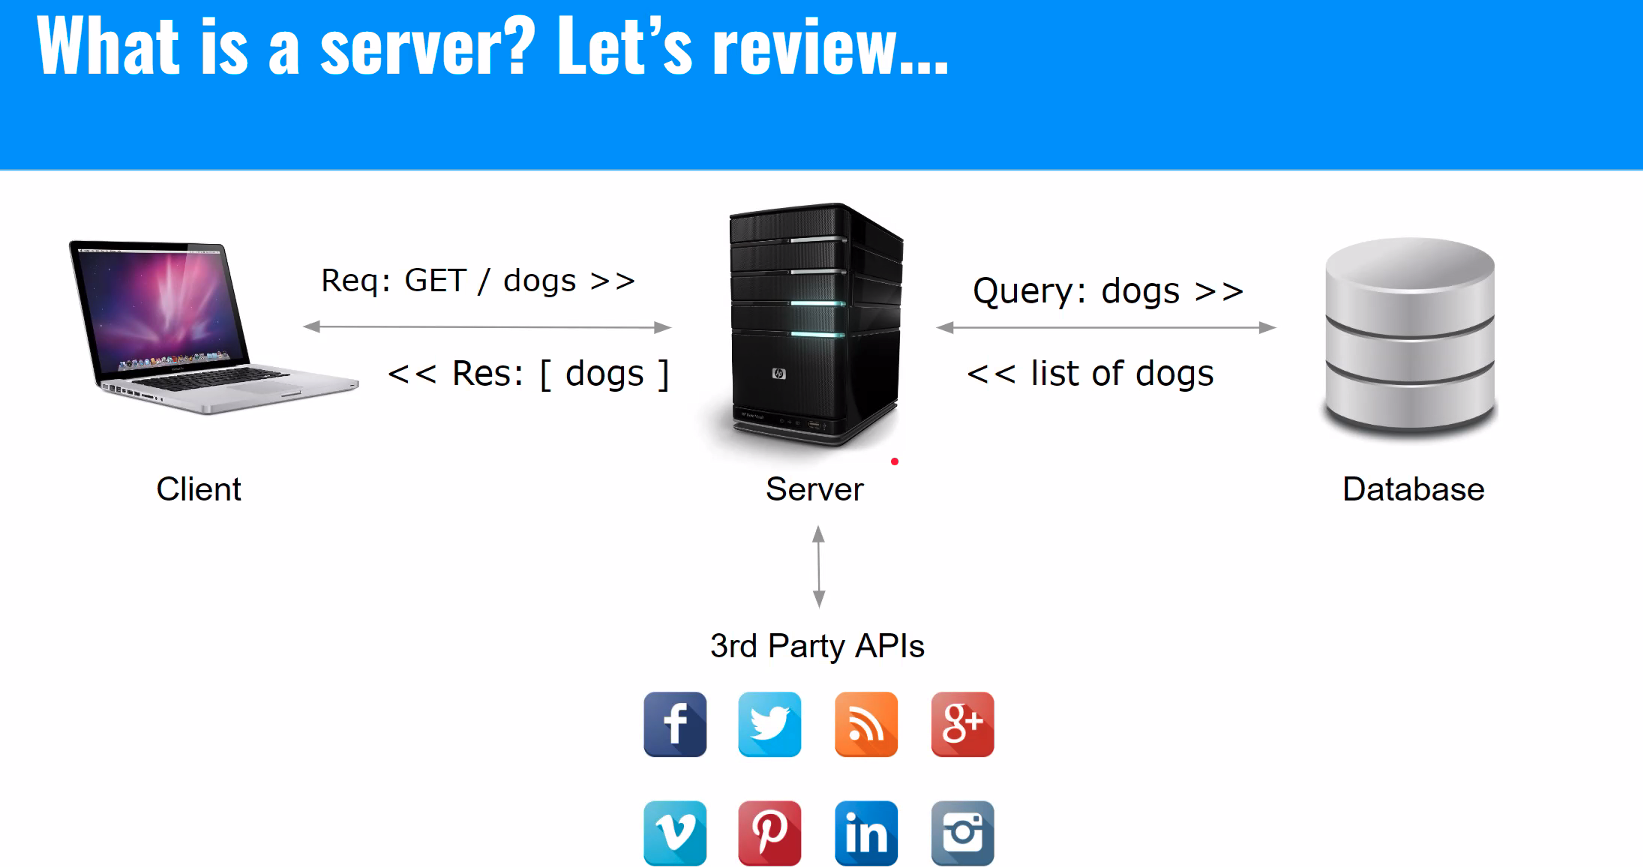 What is a server? Let's review...
Req: GET / dogs >>
<< Res: [ dogs ]
Query: dogs >>
<< list of dogs
hp
Client
Server
Database
3rd Party APIs
f
g+
v
p
in